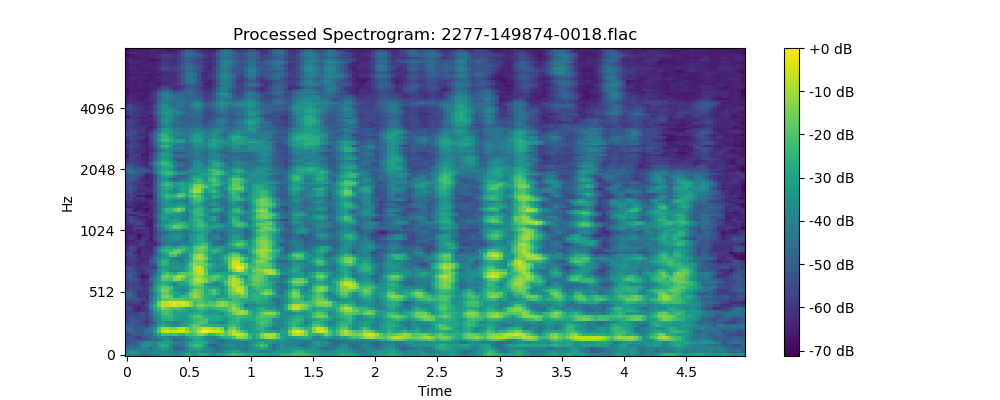 Processed Spectrogram: 2277-149874-0018.flac
Hz
4096
2048
1024
512
0
0 0.5 1 1.5 2 2.5 3 3.5 4 4.5
Time
+0 dB
-10 dB
-20 dB
-30 dB
-40 dB
-50 dB
-60 dB
-70 dB